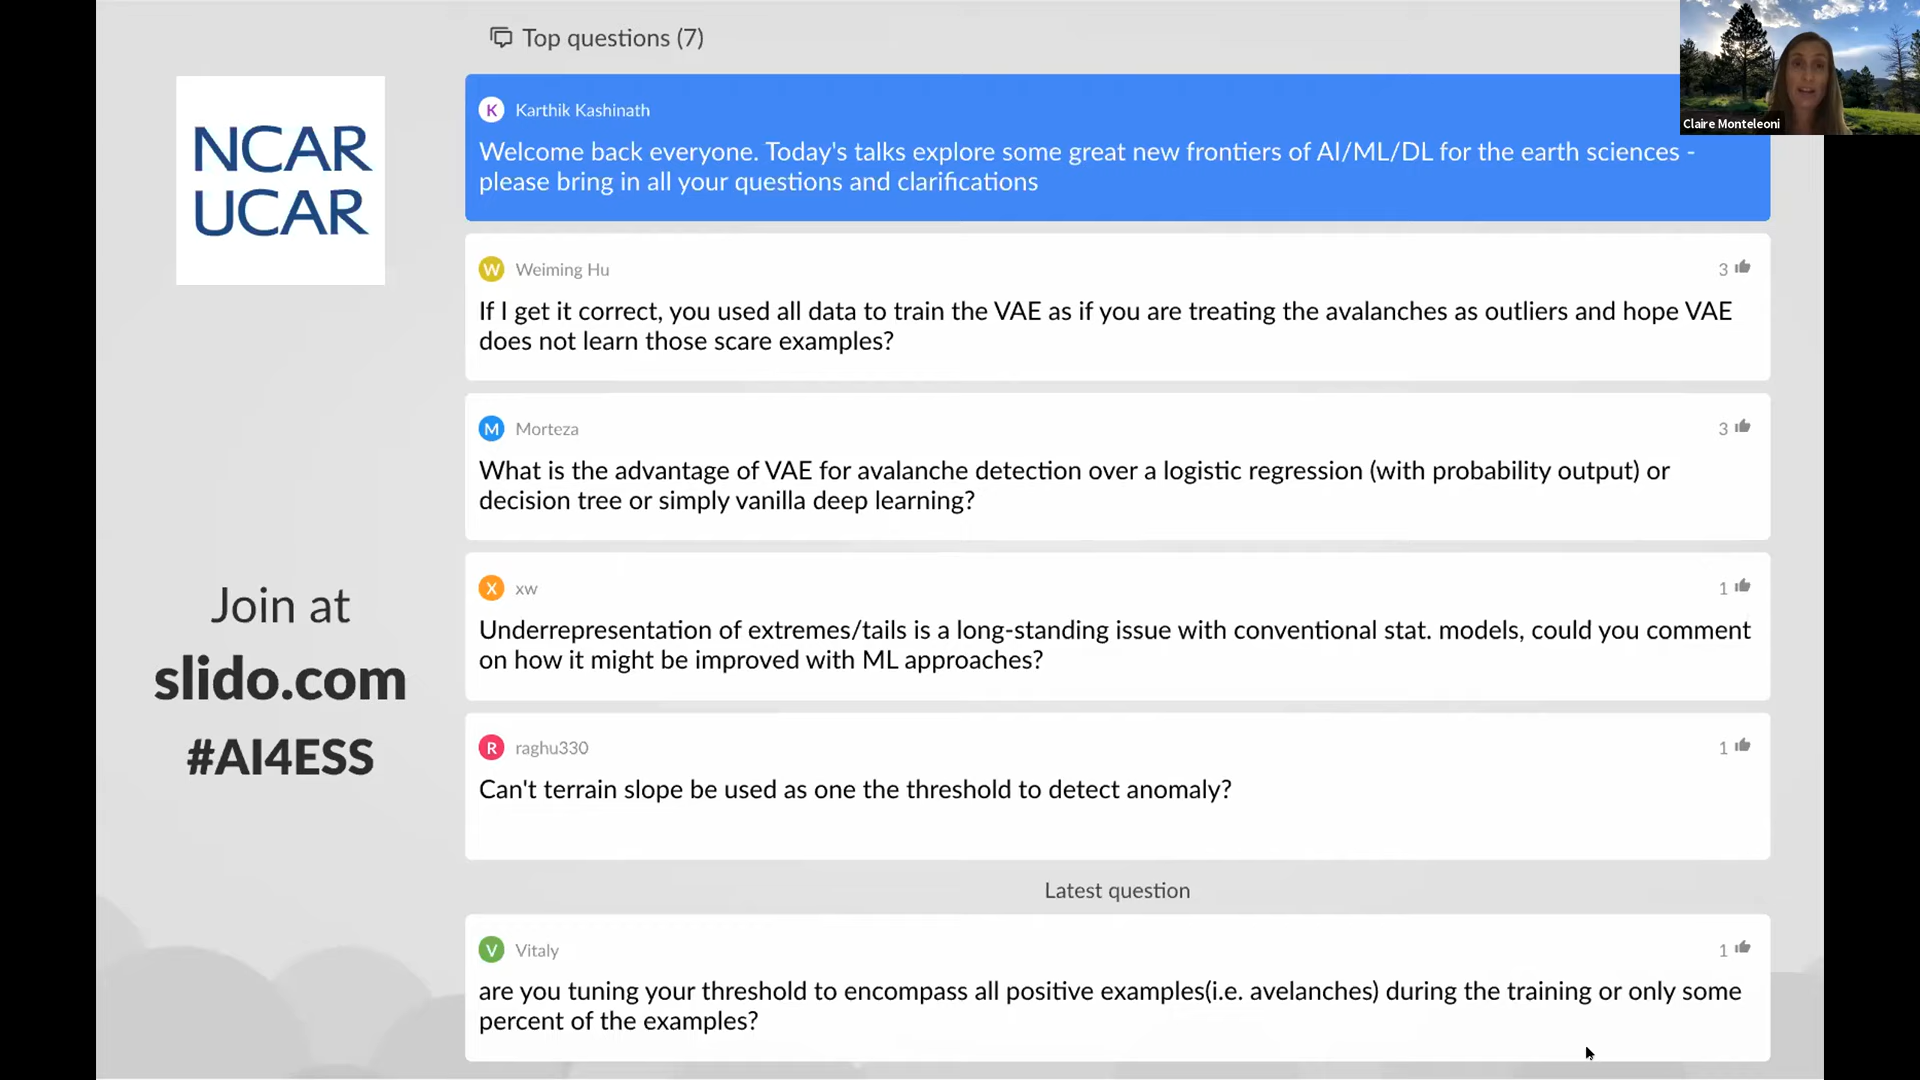 Top questions (7)
Claire Monteleoni
NCAR
UCAR
K Karthik Kashinath
Welcome back everyone. Today's talks explore some great new frontiers of AI/ML/DL for the earth sciences -
please bring in all your questions and clarifications
W Weiming Hu 3
If I get it correct, you used all data to train the VAE as if you are treating the avalanches as outliers and hope VAE
does not learn those scare examples?
M Morteza 3
What is the advantage of VAE for avalanche detection over a logistic regression (with probability output) or
decision tree or simply vanilla deep learning?
X xw 1
Underrepresentation of extremes/tails is a long-standing issue with conventional stat. models, could you comment
on how it might be improved with ML approaches?
R raghu330 1
Can't terrain slope be used as one the threshold to detect anomaly?
Join at
slido.com
#AI4ESS
Latest question
V Vitaly 1
are you tuning your threshold to encompass all positive examples(i.e. avelanches) during the training or only some
percent of the examples?